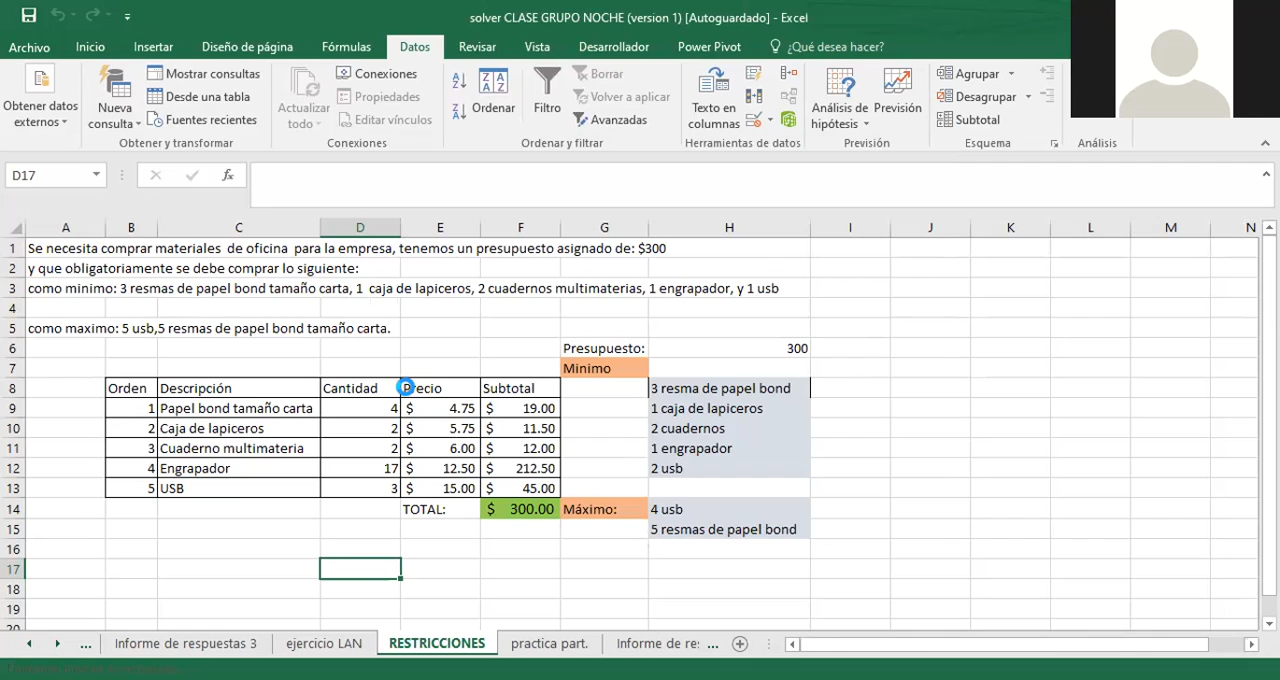 solver CLASE GRUPO NOCHE (version 1) [Autoguardado] - Excel
Archivo Inicio Insertar Diseño de página Fórmulas Datos Revisar Vista Desarrollador Power Pivot ¿Qué desea hacer?
Obtener datos externos
Nueva consulta
Mostrar consultas
Desde una tabla
Fuentes recientes
Obtener y transformar
Actualizar todo
Conexiones
Propiedades
Editar vínculos
Conexiones
Ordenar
Filtro
Borrar
Volver a aplicar
Avanzadas
Ordenar y filtrar
Texto en columnas
Herramientas de datos
Análisis de hipótesis
Previsión
Previsión
Agrupar
Desagrupar
Subtotal
Esquema
Análisis
D17 fx
A B C D E F G H I J K L M N
1 Se necesita comprar materiales de oficina para la empresa, tenemos un presupuesto asignado de: $300
2 y que obligatoriamente se debe comprar lo siguiente:
3 como minimo: 3 resmas de papel bond tamaño carta, 1 caja de lapiceros, 2 cuadernos multimaterias, 1 engrapador, y 1 usb
4
5 como maximo: 5 usb,5 resmas de papel bond tamaño carta.
6 Presupuesto: 300
7 Minimo
8 Orden Descripción Cantidad Precio Subtotal 3 resma de papel bond
9 1 Papel bond tamaño carta 4 $ 4.75 $ 19.00 1 caja de lapiceros
10 2 Caja de lapiceros 2 $ 5.75 $ 11.50 2 cuadernos
11 3 Cuaderno multimateria 2 $ 6.00 $ 12.00 1 engrapador
12 4 Engrapador 17 $ 12.50 $ 212.50 2 usb
13 5 USB 3 $ 15.00 $ 45.00
14 TOTAL: $ 300.00 Máximo: 4 usb
15 5 resmas de papel bond
16
17
18
19
20
... Informe de respuestas 3 ejercicio LAN RESTRICCIONES practica part. Informe de re: ...